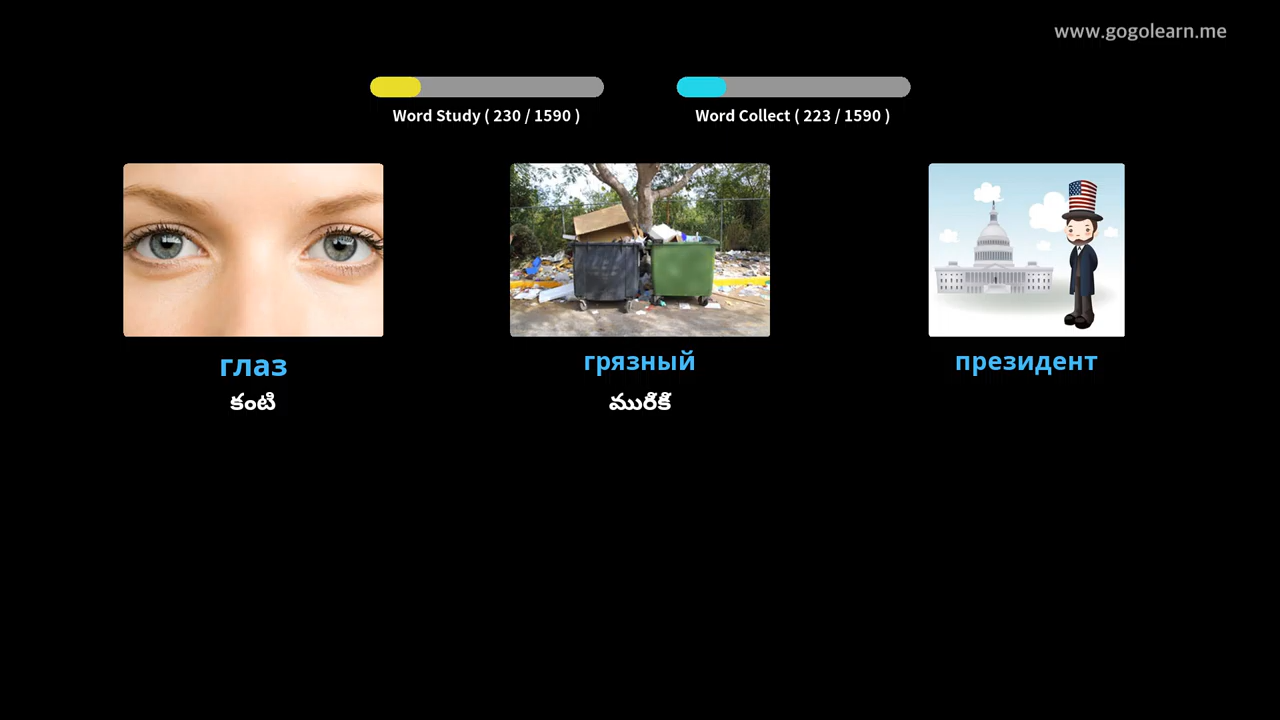 www.gogolearn.me
Word Study ( 230 / 1590 )
Word Collect ( 223 / 1590 )
глаз
грязный
президент
కంటి
మురికి